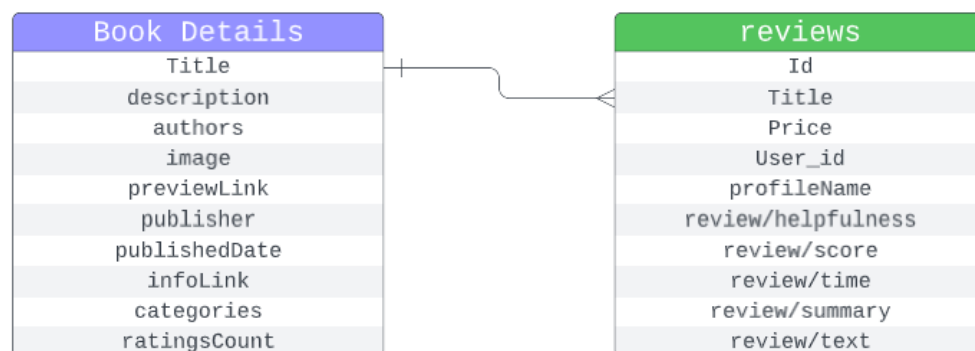 Book Details
Title
description
authors
image
previewLink
publisher
publishedDate
infoLink
categories
ratingsCount
reviews
Id
Title
Price
User_id
profileName
review/helpfulness
review/score
review/time
review/summary
review/text